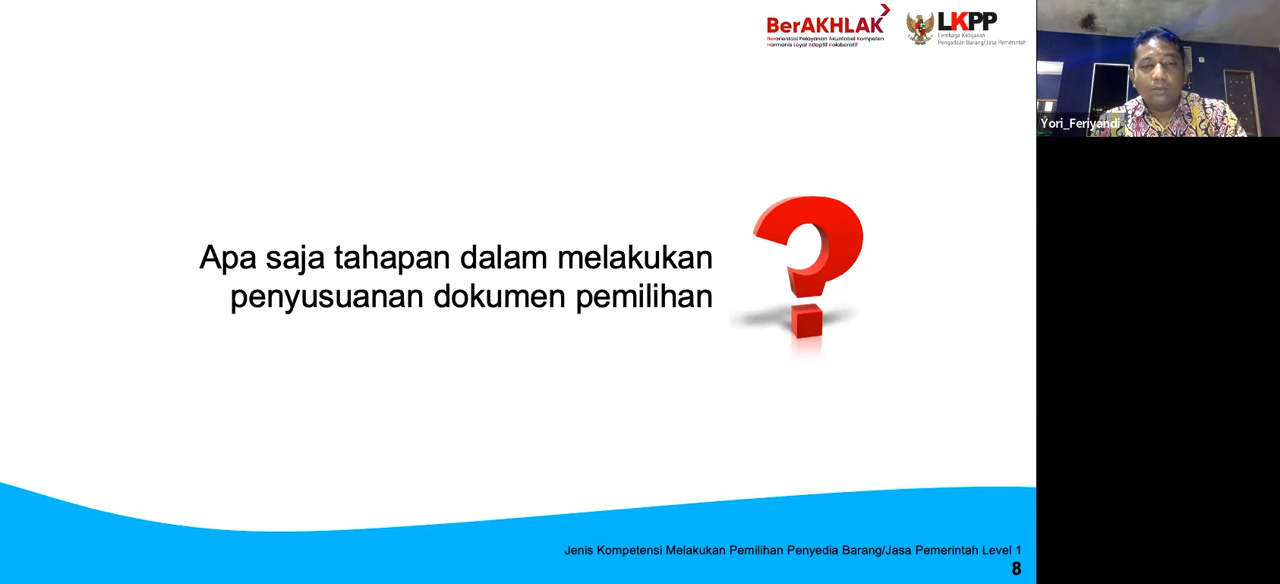 BerAKHLAK
Berorientasi Pelayanan Akuntabel Kompeten
Harmonis Loyal Adaptif Kolaboratif
LKPP
Lembaga Kebijakan
Pengadaan Barang/Jasa Pemerintah
Yori_Feriyandi
Apa saja tahapan dalam melakukan
penyusuanan dokumen pemilihan
?
Jenis Kompetensi Melakukan Pemilihan Penyedia Barang/Jasa Pemerintah Level 1
8